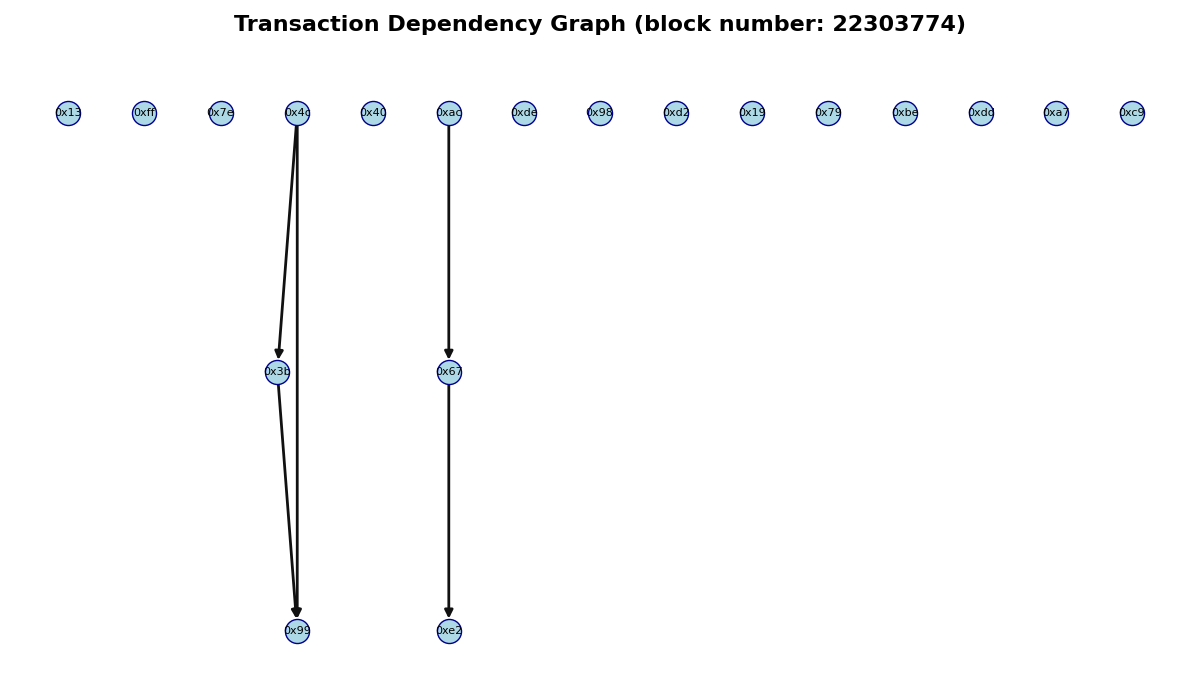 Transaction Dependency Graph (block number: 22303774)
0x13 0xff 0x7e 0x4c 0x40 0xac 0xde 0x98 0xd2 0x19 0x79 0xbe 0xdd 0xa7 0xc9
0x3b 0x67
0x99 0xe2